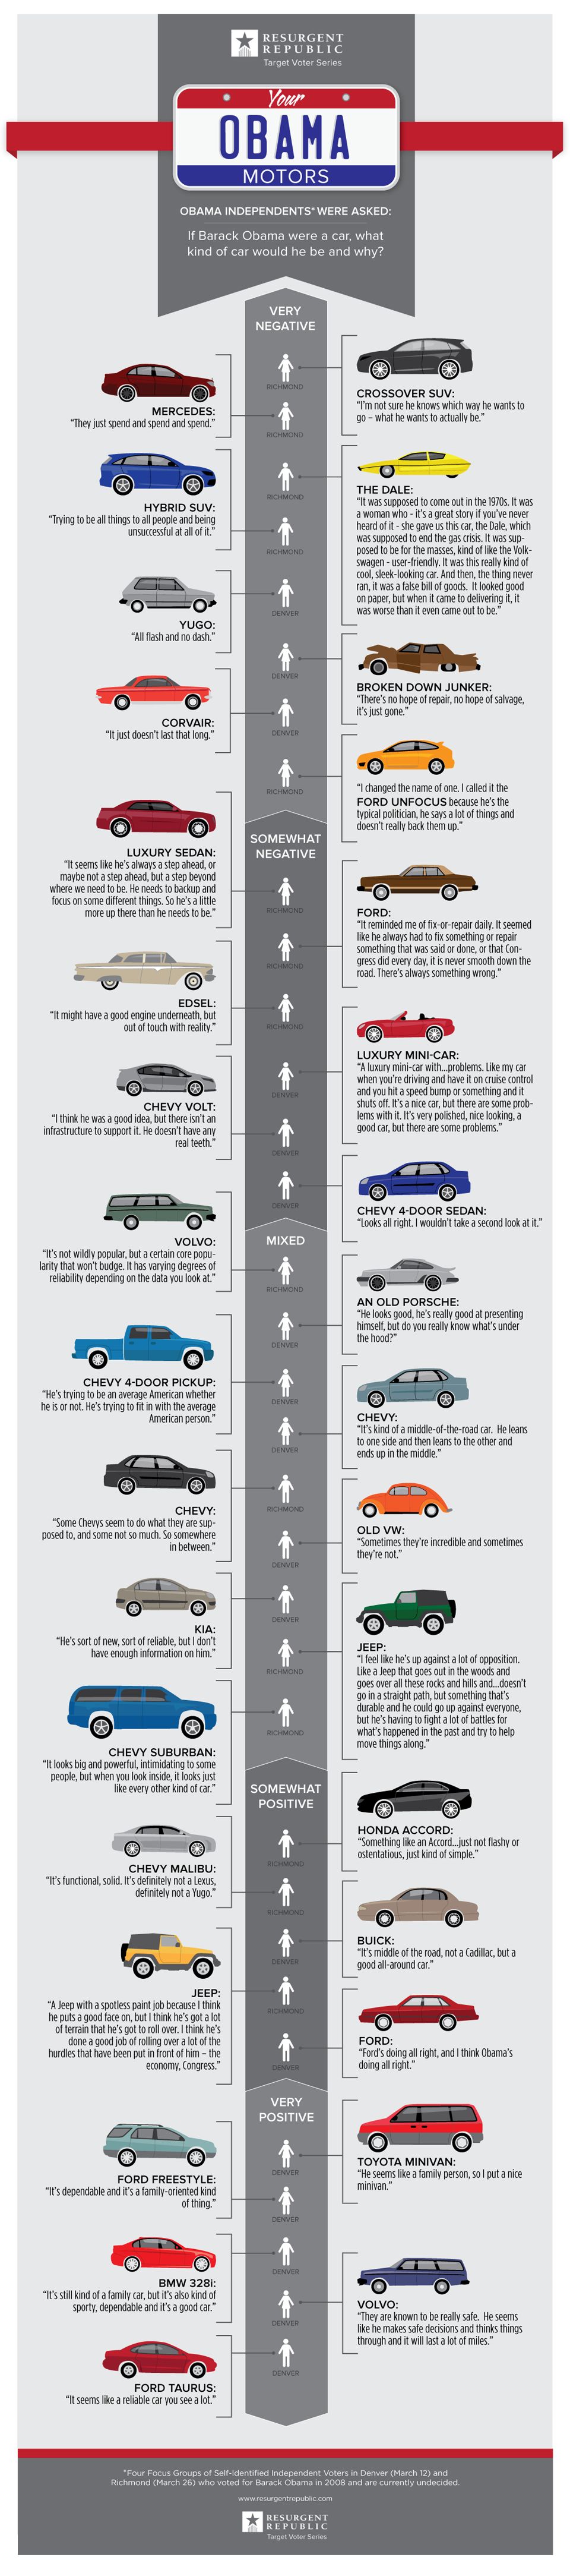 RESURGENT
REPUBLIC
Target Voter Series
Your
OBAMA
MOTORS
OBAMA INDEPENDENTS* WERE ASKED:
If Barack Obama were a car, what
kind of car would he be and why?
VERY
NEGATIVE
RICHMOND
CROSSOVER SUV:
“I'm not sure he knows which way he wants to
go – what he wants to actually be.”
MERCEDES:
“They just spend and spend and spend.”
RICHMOND
THE DALE:
“It was supposed to come out in the 1970s. It was
a woman who - it's a great story if you've never
heard of it - she gave us this car, the Dale, which
was supposed to end the gas crisis. It was sup-
posed to be for the masses, kind of like the Volk-
swagen - user-friendly. It was this really kind of
cool, sleek-looking car. And then, the thing never
ran, it was a false bill of goods. It looked good
on paper, but when it came to delivering it, it
was worse than it even came out to be.”
RICHMOND
HYBRID SUV:
“Trying to be all things to all people and being
unsuccessful at all of it.”
RICHMOND
YUGO:
“All flash and no dash.”
DENVER
DENVER
BROKEN DOWN JUNKER:
“There's no hope of repair, no hope of salvage,
it's just gone.”
CORVAIR:
“It just doesn't last that long.”
DENVER
RICHMOND
“I changed the name of one. I called it the
FORD UNFOCUS because he's the
typical politician, he says a lot of things and
doesn't really back them up.”
SOMEWHAT
NEGATIVE
LUXURY SEDAN:
“It seems like he's always a step ahead, or
maybe not a step ahead, but a step beyond
where we need to be. He needs to backup and
focus on some different things. So he's a little
more up there than he needs to be.”
RICHMOND
FORD:
“It reminded me of fix-or-repair daily. It seemed
like he always had to fix something or repair
something that was said or done, or that Con-
gress did every day, it is never smooth down the
road. There's always something wrong.”
RICHMOND
EDSEL:
“It might have a good engine underneath, but
out of touch with reality.”
RICHMOND
LUXURY MINI-CAR:
“A luxury mini-car with...problems. Like my car
when you're driving and have it on cruise control
and you hit a speed bump or something and it
shuts off. It's a nice car, but there are some prob-
lems with it. It's very polished, nice looking, a
good car, but there are some problems.”
DENVER
CHEVY VOLT:
“I think he was a good idea, but there isn't an
infrastructure to support it. He doesn't have any
real teeth.”
DENVER
DENVER
CHEVY 4-DOOR SEDAN:
“Looks all right. I wouldn't take a second look at it.”
MIXED
VOLVO:
“It's not wildly popular, but a certain core popu-
larity that won't budge. It has varying degrees of
reliability depending on the data you look at.”
RICHMOND
AN OLD PORSCHE:
“He looks good, he's really good at presenting
himself, but do you really know what's under
the hood?”
DENVER
CHEVY 4-DOOR PICKUP:
“He's trying to be an average American whether
he is or not. He's trying to fit in with the average
American person.”
DENVER
CHEVY:
“It's kind of a middle-of-the-road car. He leans
to one side and then leans to the other and
ends up in the middle.”
DENVER
CHEVY:
“Some Chevys seem to do what they are sup-
posed to, and some not so much. So somewhere
in between.”
RICHMOND
OLD VW:
“Sometimes they're incredible and sometimes
they're not.”
DENVER
KIA:
“He's sort of new, sort of reliable, but I don't
have enough information on him.”
DENVER
JEEP:
“I feel like he's up against a lot of opposition.
Like a Jeep that goes out in the woods and
goes over all these rocks and hills and...doesn't
go in a straight path, but something that's
durable and he could go up against everyone,
but he's having to fight a lot of battles for
what's happened in the past and try to help
move things along.”
RICHMOND
CHEVY SUBURBAN:
“It looks big and powerful, intimidating to some
people, but when you look inside, it looks just
like every other kind of car.”
RICHMOND
SOMEWHAT
POSITIVE
HONDA ACCORD:
“Something like an Accord...just not flashy or
ostentatious, just kind of simple.”
RICHMOND
CHEVY MALIBU:
“It's functional, solid. It's definitely not a Lexus,
definitely not a Yugo.”
RICHMOND
BUICK:
“It's middle of the road, not a Cadillac, but a
good all-around car.”
DENVER
JEEP:
“A Jeep with a spotless paint job because I think
he puts a good face on, but I think he's got a lot
of terrain that he's got to roll over. I think he's
done a good job of rolling over a lot of the
hurdles that have been put in front of him – the
economy, Congress.”
RICHMOND
FORD:
“Ford's doing all right, and I think Obama's
doing all right.”
DENVER
VERY
POSITIVE
TOYOTA MINIVAN:
“He seems like a family person, so I put a nice
minivan.”
DENVER
FORD FREESTYLE:
“It's dependable and it's a family-oriented kind
of thing.”
DENVER
BMW 328i:
“It's still kind of a family car, but it's also kind of
sporty, dependable and it's a good car.”
DENVER
VOLVO:
“They are known to be really safe. He seems
like he makes safe decisions and thinks things
through and it will last a lot of miles.”
DENVER
FORD TAURUS:
“It seems like a reliable car you see a lot.”
DENVER
*Four Focus Groups of Self-Identified Independent Voters in Denver (March 12) and
Richmond (March 26) who voted for Barack Obama in 2008 and are currently undecided.
www.resurgentrepublic.com
RESURGENT
REPUBLIC
Target Voter Series